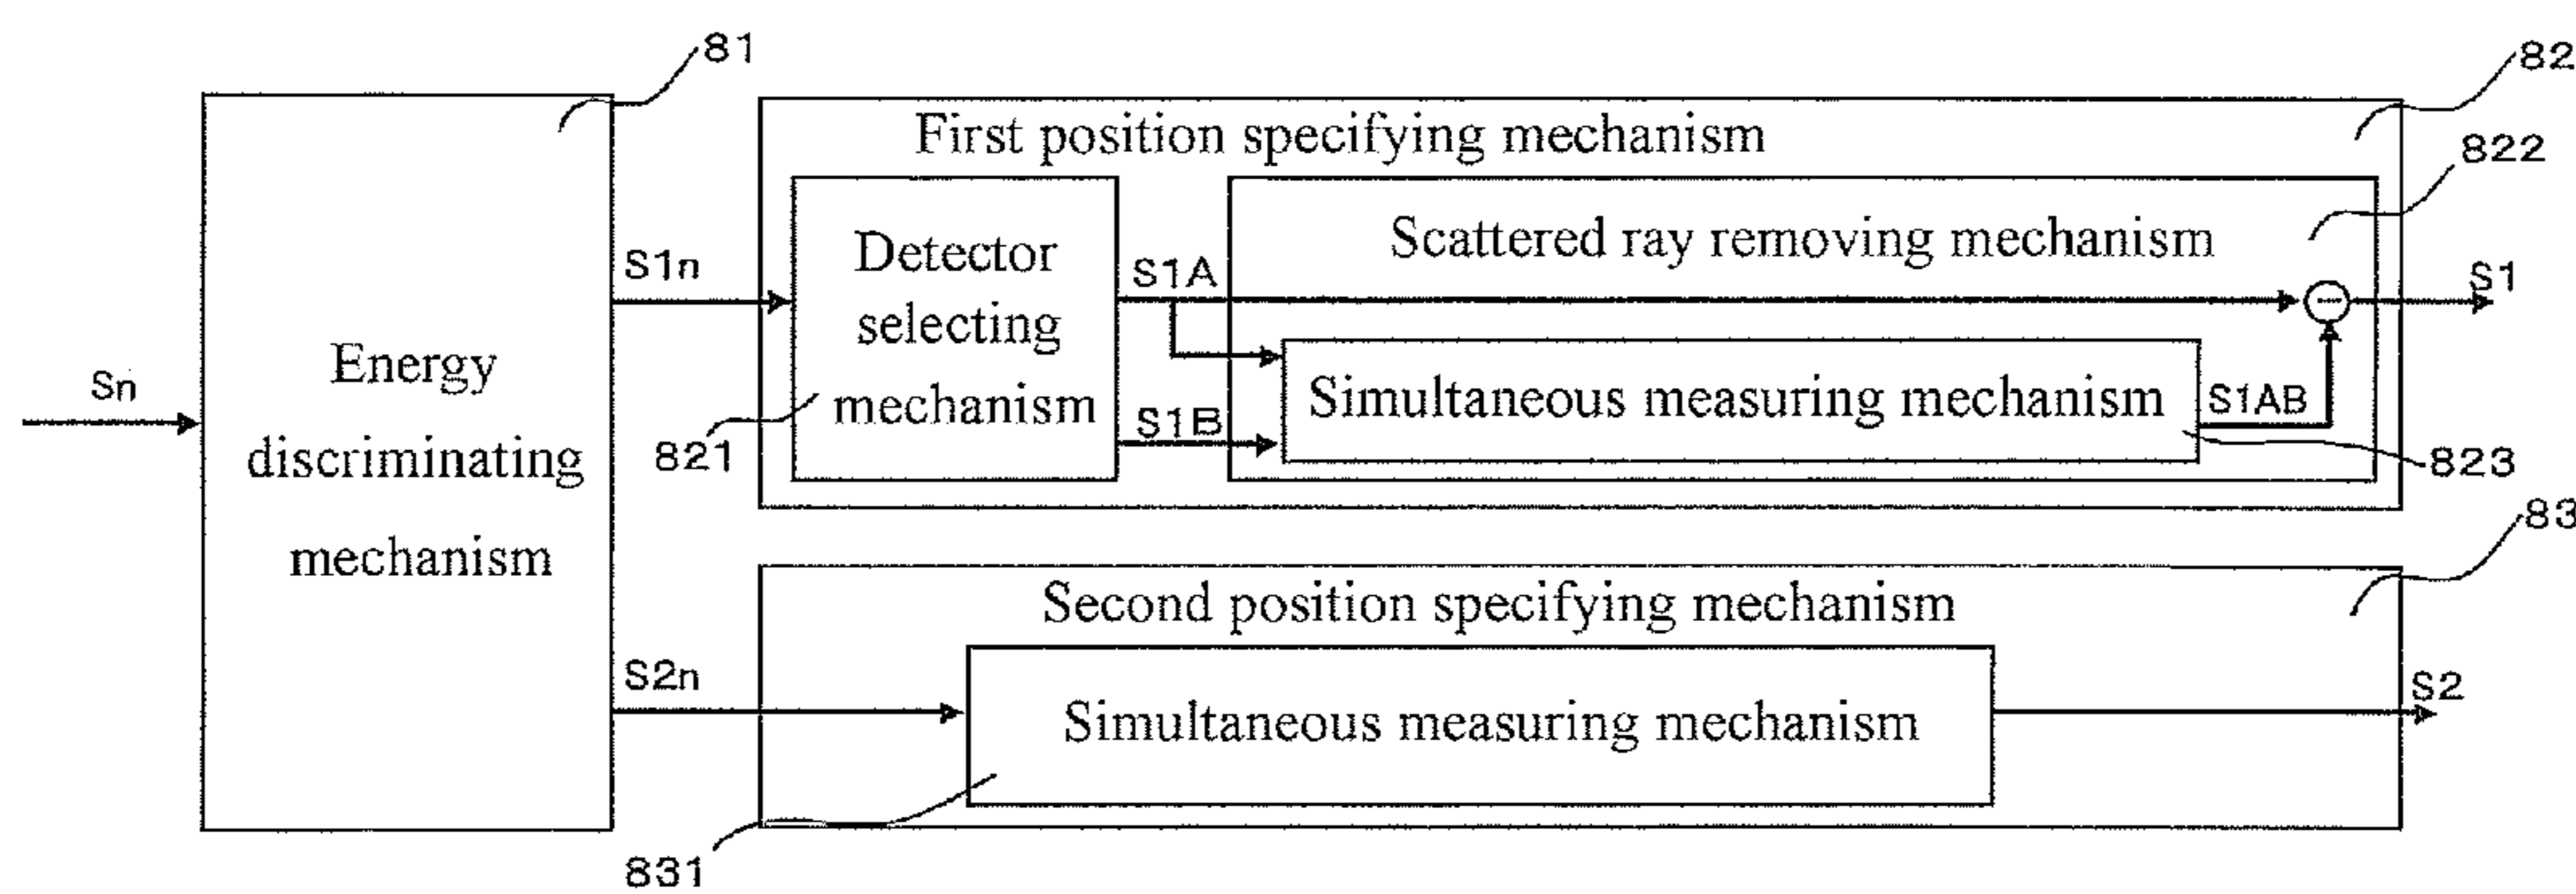 81
82
First position specifying mechanism
822
Scattered ray removing mechanism
Detector
selecting
mechanism
S1n
S1A
S1
Energy
discriminating
mechanism
Sn
Simultaneous measuring mechanism
S1AB
S1B
821
823
83
Second position specifying mechanism
S2n
S2
Simultaneous measuring mechanism
831